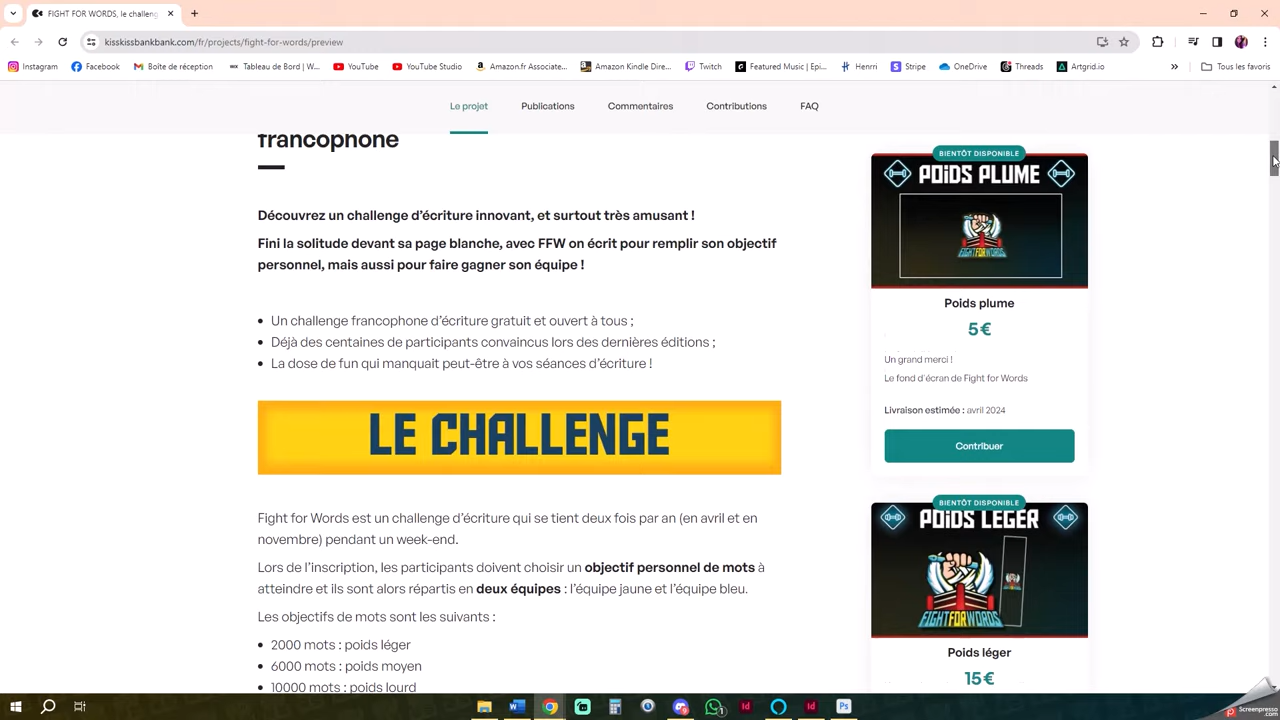 FIGHT FOR WORDS, le challeng
kisskissbankbank.com/fr/projects/fight-for-words/preview
Instagram
Facebook
Boîte de réception
Tableau de Bord | W...
YouTube
YouTube Studio
Amazon.fr Associate...
Amazon Kindle Dire...
Twitch
Featured Music | Epi...
Henrri
Stripe
OneDrive
Threads
Artgrid.io
Tous les favoris
Le projet
Publications
Commentaires
Contributions
FAQ
francophone
Découvrez un challenge d'écriture innovant, et surtout très amusant !
Fini la solitude devant sa page blanche, avec FFW on écrit pour remplir son objectif
personnel, mais aussi pour faire gagner son équipe !
Un challenge francophone d'écriture gratuit et ouvert à tous ;
Déjà des centaines de participants convaincus lors des dernières éditions ;
La dose de fun qui manquait peut-être à vos séances d'écriture !
LE CHALLENGE
Fight for Words est un challenge d'écriture qui se tient deux fois par an (en avril et en
novembre) pendant un week-end.
Lors de l'inscription, les participants doivent choisir un objectif personnel de mots à
atteindre et ils sont alors répartis en deux équipes : l'équipe jaune et l'équipe bleu.
Les objectifs de mots sont les suivants :
2000 mots : poids léger
6000 mots : poids moyen
10000 mots : poids lourd
BIENTÔT DISPONIBLE
POIDS PLUME
FIGHTFORWORDS
Poids plume
5€
Un grand merci !
Le fond d'écran de Fight for Words
Livraison estimée : avril 2024
Contribuer
BIENTÔT DISPONIBLE
POIDS LEGER
FIGHTFORWORDS
Poids léger
15€
Screenpresso.com